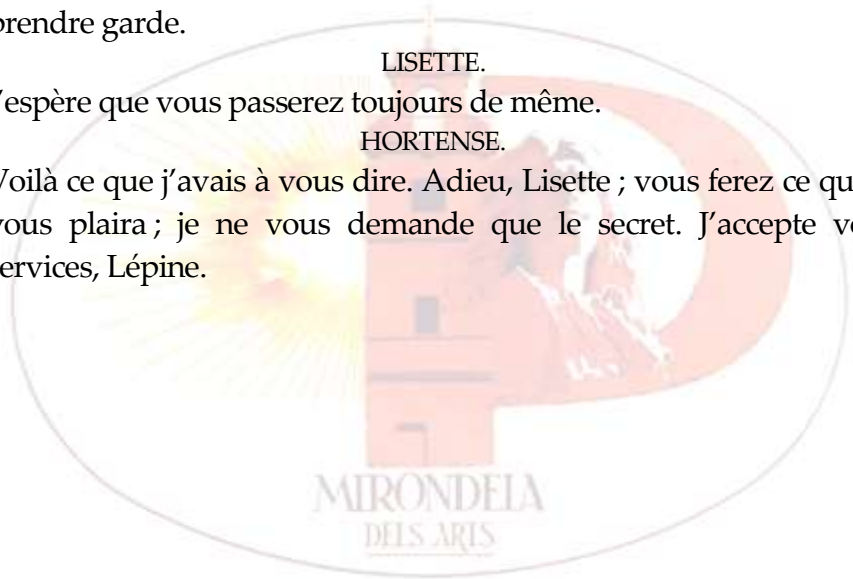 prendre garde.
LISETTE.
'espère que vous passerez toujours de même.
HORTENSE.
Voilà ce que j'avais à vous dire. Adieu, Lisette ; vous ferez ce qu
vous plaira ; je ne vous demande que le secret. J'accepte vo
services, Lépine.
MIRONDELA
DELS ARTS